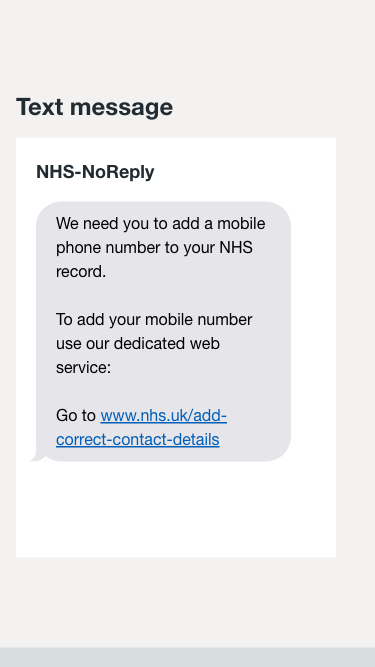 Text message
NHS-NoReply
We need you to add a mobile
phone number to your NHS
record.
To add your mobile number
use our dedicated web
service:
Go to www.nhs.uk/add-
correct-contact-details